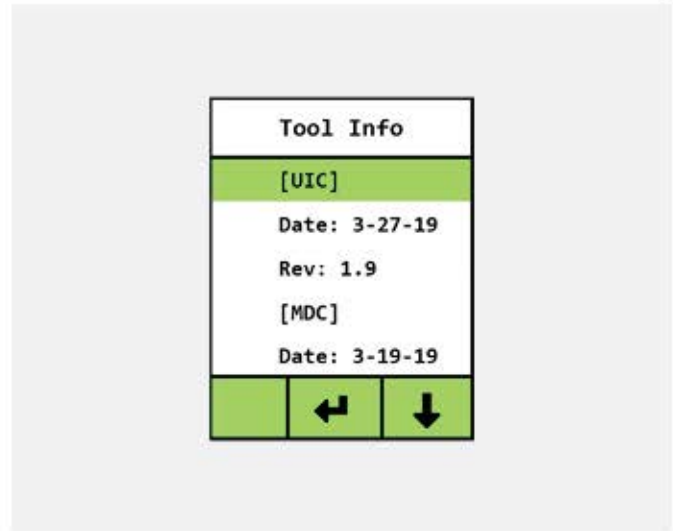 Tool Info
[UIC]
Date: 3-27-19
Rev: 1.9
[MDC]
Date: 3-19-19